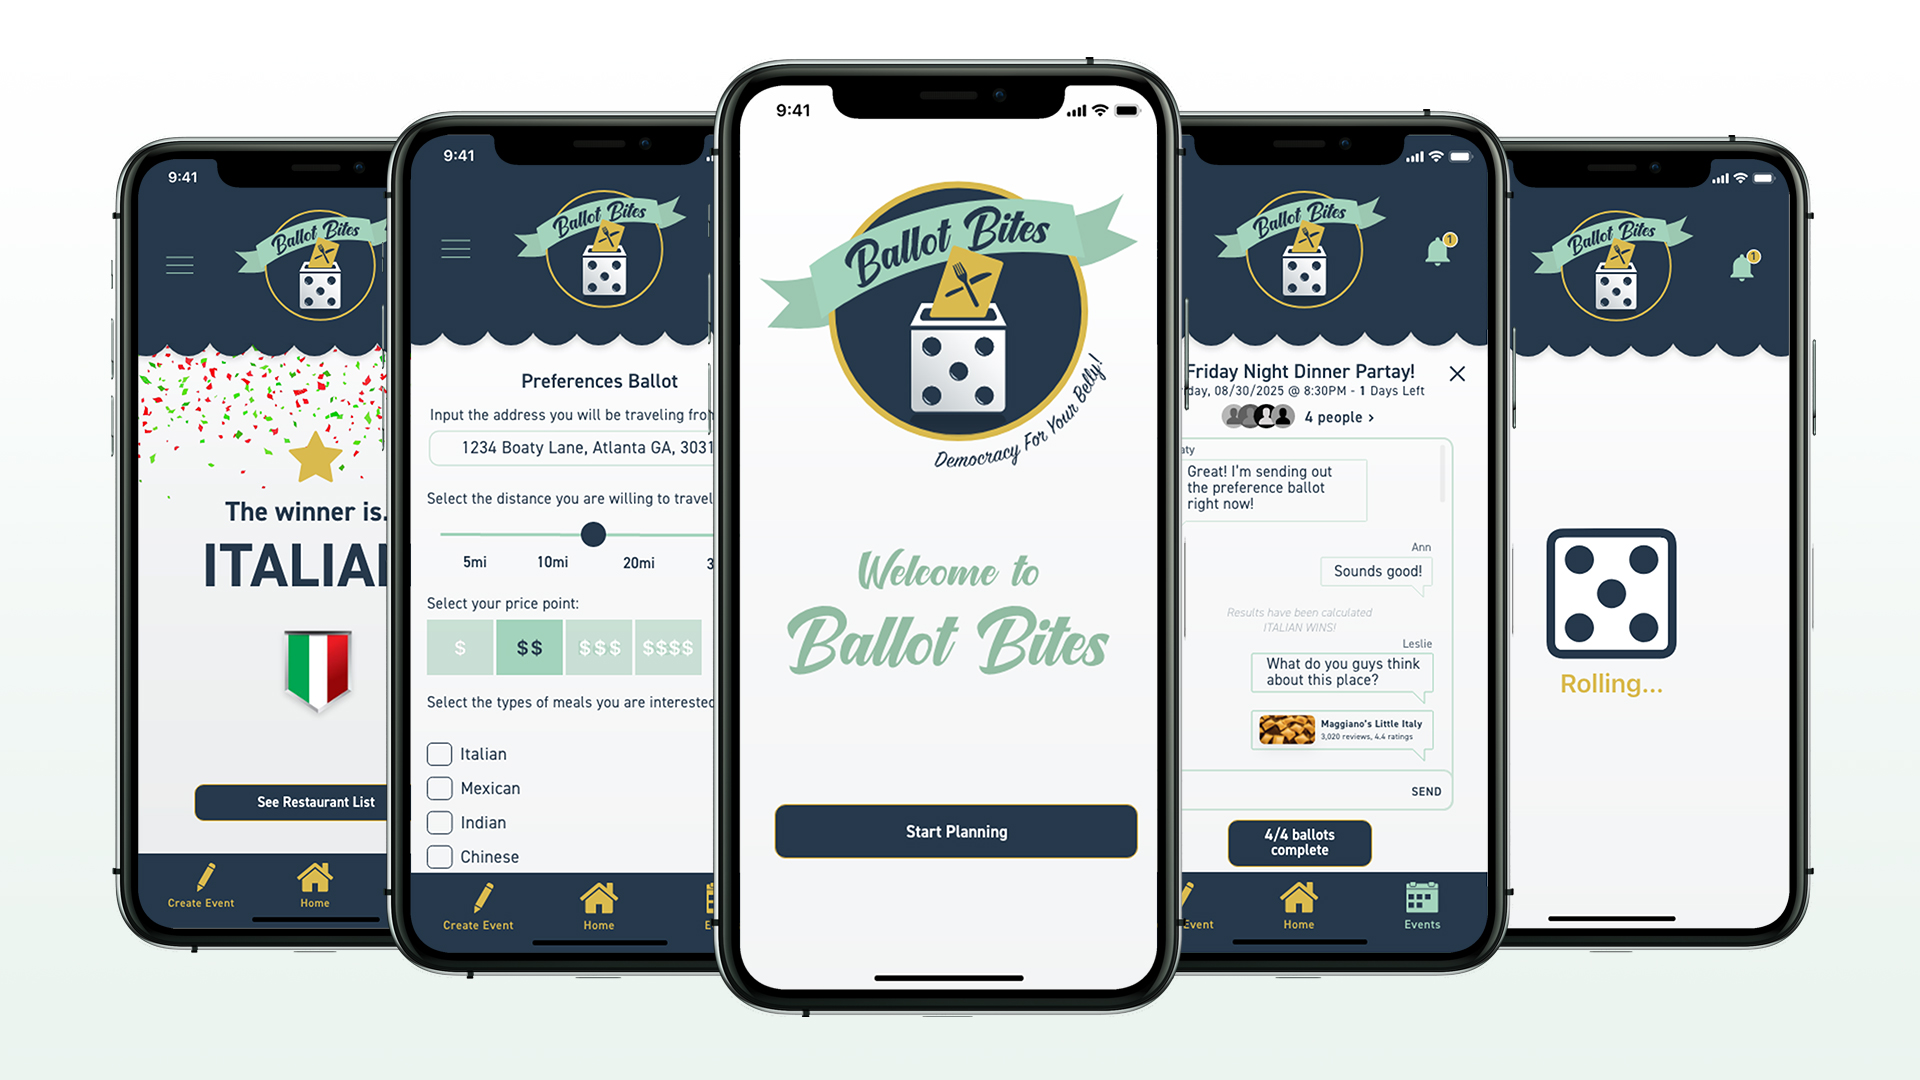 9:41
Ballot Bites
The winner is.
ITALIA
See Restaurant List
Create Event
Home
9:41
Ballot Bites
Preferences Ballot
Input the address you will be traveling from
1234 Boaty Lane, Atlanta GA, 3031
Select the distance you are willing to travel
5mi
10mi
20mi
3
Select your price point:
$
$$
$$$
$$$$
Select the types of meals you are interested
Italian
Mexican
Indian
Chinese
Create Event
Home
E
9:41
Ballot Bites
Democracy For Your Belly!
Welcome to
Ballot Bites
Start Planning
Ballot Bites
1
Friday Night Dinner Partay!
day, 08/30/2025 @ 8:30PM - 1 Days Left
4 people >
aty
Great! I'm sending out
the preference ballot
right now!
Ann
Sounds good!
Results have been calculated
ITALIAN WINS!
Leslie
What do you guys think
about this place?
Maggiano's Little Italy
3,020 reviews, 4.4 ratings
SEND
4/4 ballots
complete
Event
Home
Events
Ballot Bites
1
Rolling...